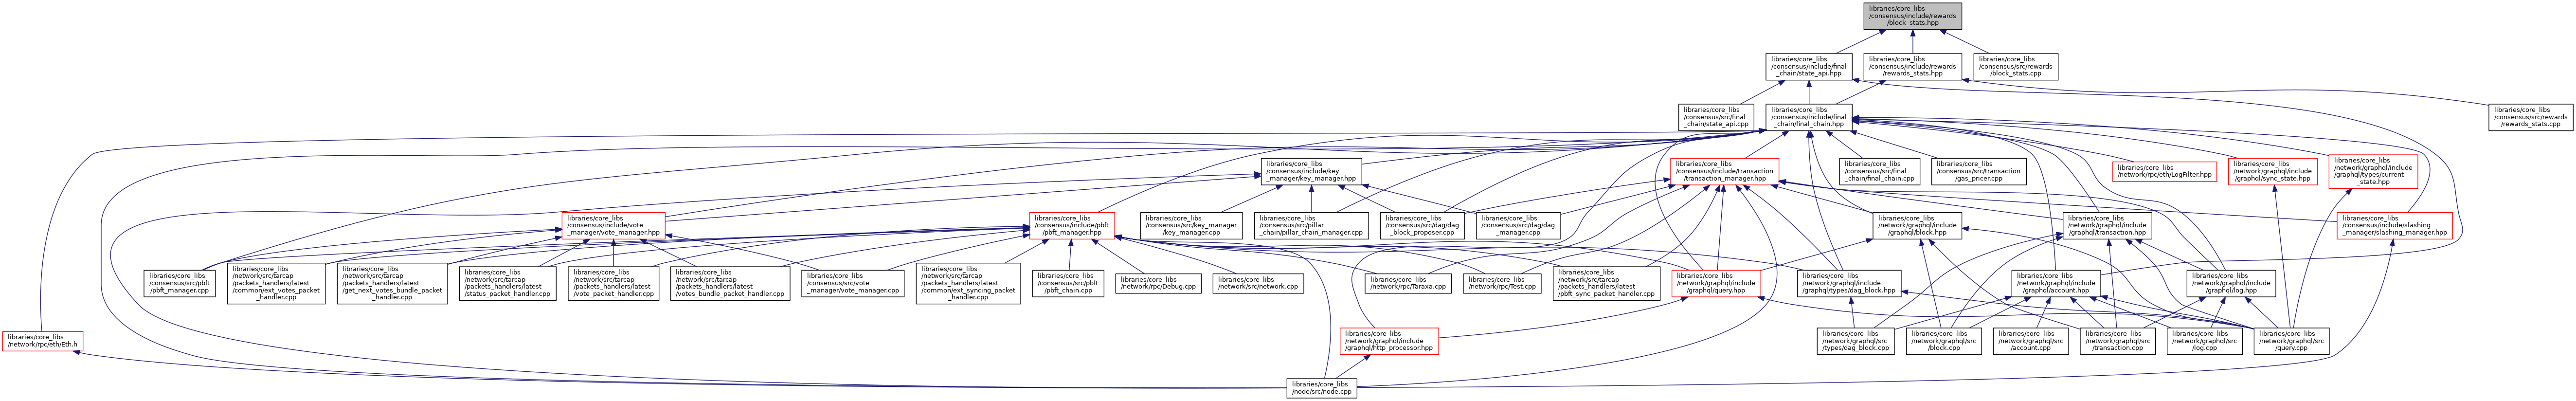 libraries/core_libs
/consensus/include/rewards
/block_stats.hpp
libraries/core_libs
/consensus/include/final
_chain/state_api.hpp
libraries/core_libs
/consensus/include/rewards
/rewards_stats.hpp
libraries/core_libs
/consensus/src/rewards
/block_stats.cpp
libraries/core_libs
/consensus/src/final
_chain/state_api.cpp
libraries/core_libs
/consensus/include/final
_chain/final_chain.hpp
libraries/core_libs
/consensus/src/rewards
/rewards_stats.cpp
libraries/core_libs
/consensus/include/key
_manager/key_manager.hpp
libraries/core_libs
/consensus/include/transaction
/transaction_manager.hpp
libraries/core_libs
/consensus/src/final
_chain/final_chain.cpp
libraries/core_libs
/consensus/src/transaction
/gas_pricer.cpp
libraries/core_libs
/network/rpc/eth/LogFilter.hpp
libraries/core_libs
/network/graphql/include
/graphql/sync_state.hpp
libraries/core_libs
/network/graphql/include
/graphql/types/current
_state.hpp
libraries/core_libs
/consensus/include/vote
_manager/vote_manager.hpp
libraries/core_libs
/consensus/include/pbft
/pbft_manager.hpp
libraries/core_libs
/consensus/src/key_manager
/key_manager.cpp
libraries/core_libs
/consensus/src/pillar
_chain/pillar_chain_manager.cpp
libraries/core_libs
/consensus/src/dag/dag
_block_proposer.cpp
libraries/core_libs
/consensus/src/dag/dag
_manager.cpp
libraries/core_libs
/network/graphql/include
/graphql/block.hpp
libraries/core_libs
/network/graphql/include
/graphql/transaction.hpp
libraries/core_libs
/consensus/include/slashing
_manager/slashing_manager.hpp
libraries/core_libs
/consensus/src/pbft
/pbft_manager.cpp
libraries/core_libs
/network/src/tarcap
/packets_handlers/latest
/common/ext_votes_packet
_handler.cpp
libraries/core_libs
/network/src/tarcap
/packets_handlers/latest
/get_next_votes_bundle_packet
_handler.cpp
libraries/core_libs
/network/src/tarcap
/packets_handlers/latest
/status_packet_handler.cpp
libraries/core_libs
/network/src/tarcap
/packets_handlers/latest
/vote_packet_handler.cpp
libraries/core_libs
/network/src/tarcap
/packets_handlers/latest
/votes_bundle_packet_handler.cpp
libraries/core_libs
/consensus/src/vote
_manager/vote_manager.cpp
libraries/core_libs
/network/src/tarcap
/packets_handlers/latest
/common/ext_syncing_packet
_handler.cpp
libraries/core_libs
/consensus/src/pbft
/pbft_chain.cpp
libraries/core_libs
/network/rpc/Debug.cpp
libraries/core_libs
/network/src/network.cpp
libraries/core_libs
/network/rpc/Taraxa.cpp
libraries/core_libs
/network/rpc/Test.cpp
libraries/core_libs
/network/src/tarcap
/packets_handlers/latest
/pbft_sync_packet_handler.cpp
libraries/core_libs
/network/graphql/include
/graphql/query.hpp
libraries/core_libs
/network/graphql/include
/graphql/types/dag_block.hpp
libraries/core_libs
/network/graphql/include
/graphql/account.hpp
libraries/core_libs
/network/graphql/include
/graphql/log.hpp
libraries/core_libs
/network/rpc/eth/Eth.h
libraries/core_libs
/network/graphql/include
/graphql/http_processor.hpp
libraries/core_libs
/network/graphql/src
/types/dag_block.cpp
libraries/core_libs
/network/graphql/src
/block.cpp
libraries/core_libs
/network/graphql/src
/account.cpp
libraries/core_libs
/network/graphql/src
/transaction.cpp
libraries/core_libs
/network/graphql/src
/log.cpp
libraries/core_libs
/network/graphql/src
/query.cpp
libraries/core_libs
/node/src/node.cpp